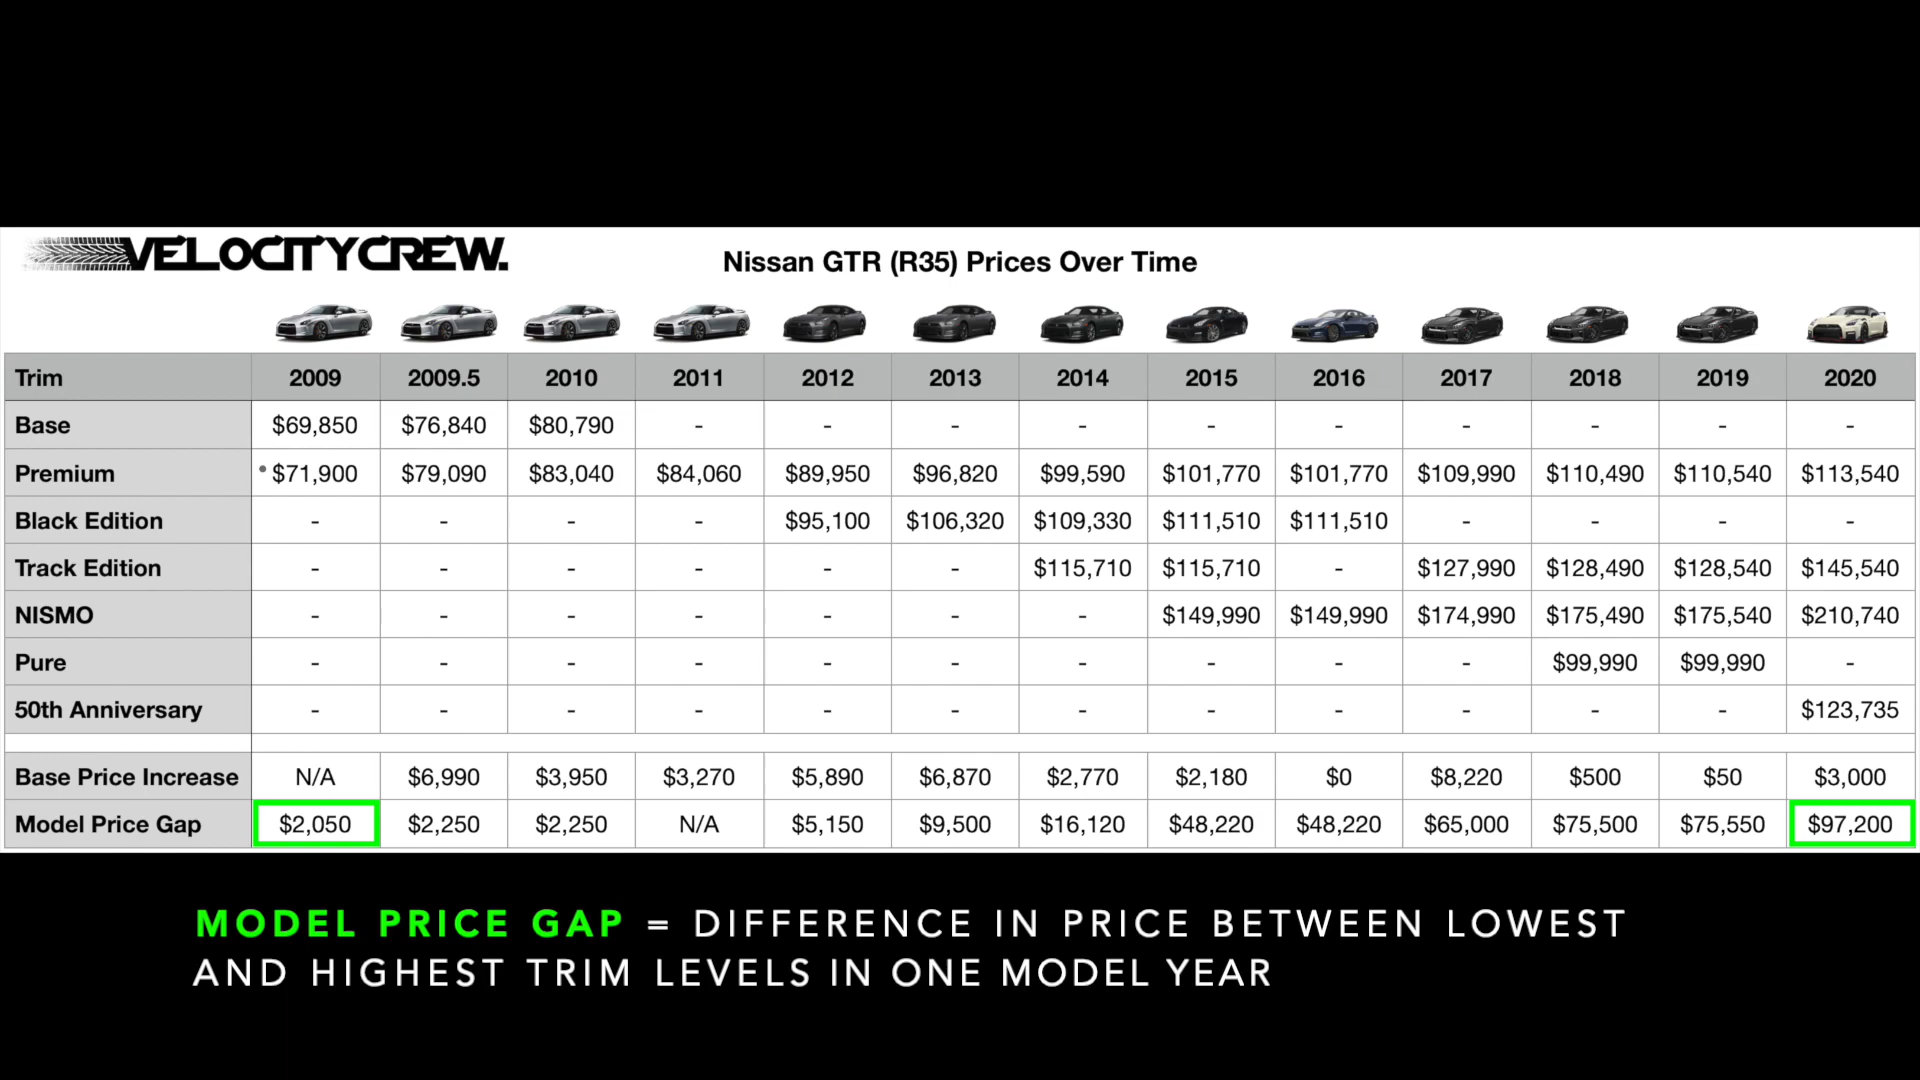 VELOCITYCREW.
Nissan GTR (R35) Prices Over Time
Trim 2009 2009.5 2010 2011 2012 2013 2014 2015 2016 2017 2018 2019 2020
Base $69,850 $76,840 $80,790 - - - - - - - - - -
Premium $71,900 $79,090 $83,040 $84,060 $89,950 $96,820 $99,590 $101,770 $101,770 $109,990 $110,490 $110,540 $113,540
Black Edition - - - - $95,100 $106,320 $109,330 $111,510 $111,510 - - - -
Track Edition - - - - - - $115,710 $115,710 - $127,990 $128,490 $128,540 $145,540
NISMO - - - - - - - $149,990 $149,990 $174,990 $175,490 $175,540 $210,740
Pure - - - - - - - - - - $99,990 $99,990 -
50th Anniversary - - - - - - - - - - - - $123,735
Base Price Increase N/A $6,990 $3,950 $3,270 $5,890 $6,870 $2,770 $2,180 $0 $8,220 $500 $50 $3,000
Model Price Gap $2,050 $2,250 $2,250 N/A $5,150 $9,500 $16,120 $48,220 $48,220 $65,000 $75,500 $75,550 $97,200
MODEL PRICE GAP = DIFFERENCE IN PRICE BETWEEN LOWEST
AND HIGHEST TRIM LEVELS IN ONE MODEL YEAR